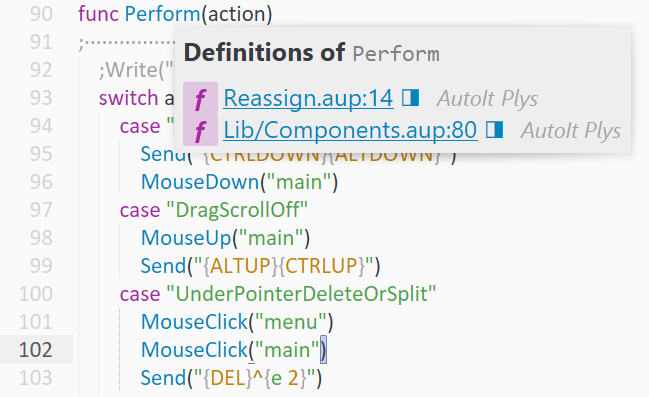 90 func Perform(action)
91 ;
Definitions of Perform
ƒ Reassign.aup:14 AutoIt Plys
ƒ Lib/Components.aup:80 AutoIt Plys
92 ;Write("
93 switch a
94 case "
95 Send("{CTRLDOWN}{ALTDOWN}")
96 MouseDown("main")
97 case "DragScrollOff"
98 MouseUp("main")
99 Send("{ALTUP}{CTRLUP}")
100 case "UnderPointerDeleteOrSplit"
101 MouseClick("menu")
102 MouseClick("main")
103 Send("{DEL}^{e 2}")